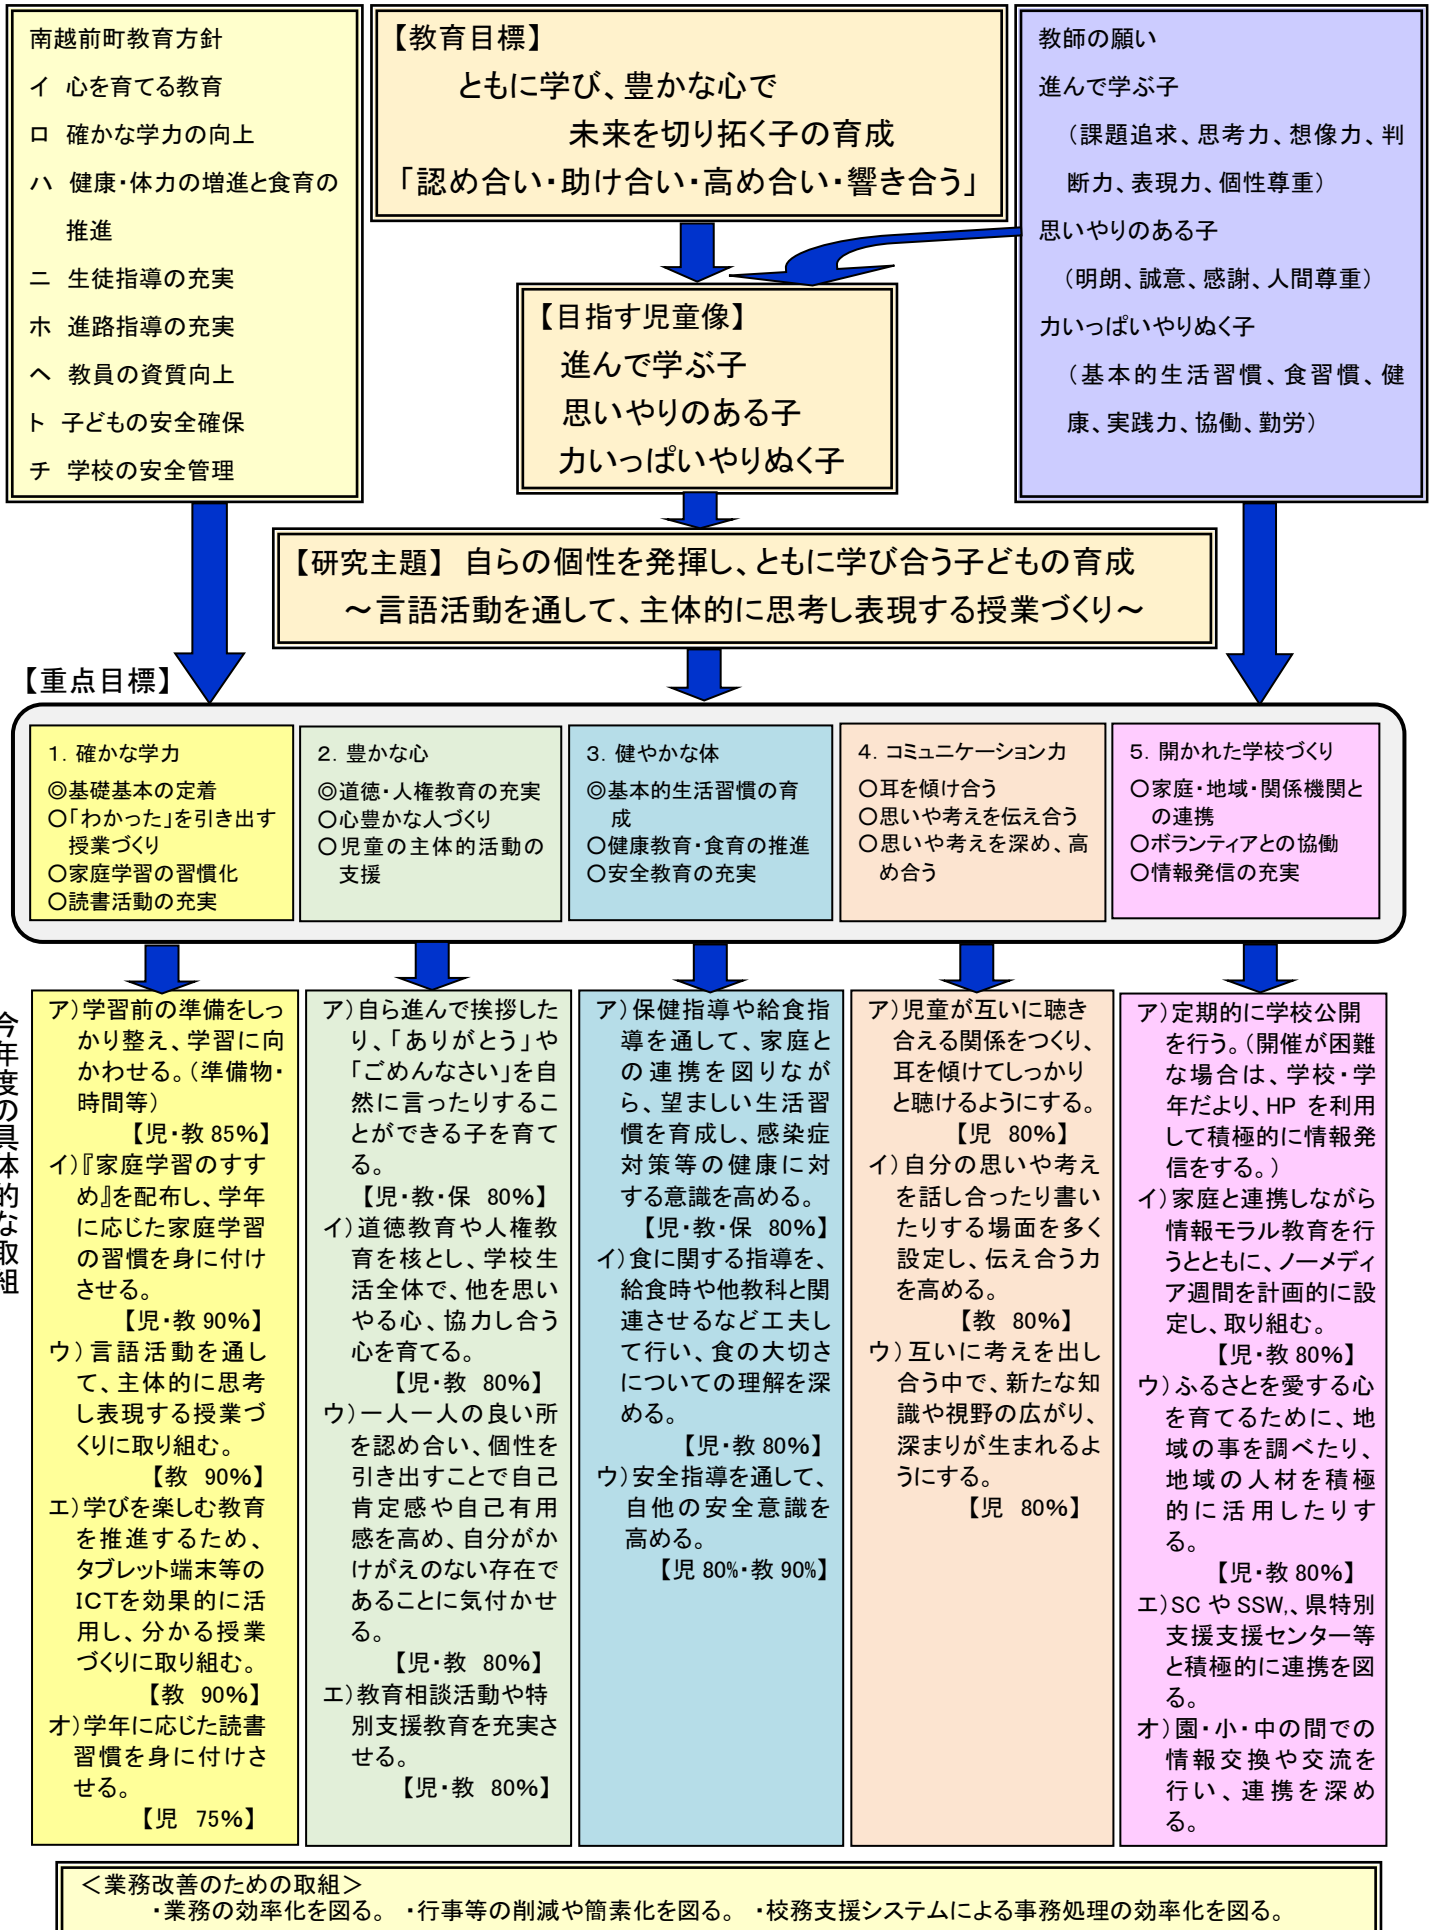 南越前町教育方針
イ 心を育てる教育
ロ 確かな学力の向上
ハ 健康・体力の増進と食育の
推進
ニ 生徒指導の充実
ホ 進路指導の充実
ヘ 教員の資質向上
ト 子どもの安全確保
チ 学校の安全管理
【教育目標】
ともに学び、豊かな心で
未来を切り拓く子の育成
「認め合い・助け合い・高め合い・響き合う」
教師の願い
進んで学ぶ子
（課題追求、思考力、想像力、判
断力、表現力、個性尊重）
思いやりのある子
（明朗、誠意、感謝、人間尊重）
力いっぱいやりぬく子
（基本的生活習慣、食習慣、健
康、実践力、協働、勤労）
【目指す児童像】
進んで学ぶ子
思いやりのある子
力いっぱいやりぬく子
【研究主題】 自らの個性を発揮し、ともに学び合う子どもの育成
～言語活動を通して、主体的に思考し表現する授業づくり～
【重点目標】
１．確かな学力
◎基礎基本の定着
○「わかった」を引き出す
授業づくり
○家庭学習の習慣化
○読書活動の充実
２．豊かな心
◎道徳・人権教育の充実
○心豊かな人づくり
○児童の主体的活動の
支援
３．健やかな体
◎基本的生活習慣の育
成
○健康教育・食育の推進
○安全教育の充実
４．コミュニケーション力
○耳を傾け合う
○思いや考えを伝え合う
○思いや考えを深め、高
め合う
５．開かれた学校づくり
○家庭・地域・関係機関と
の連携
○ボランティアとの協働
○情報発信の充実
今年度の具体的な取組
ア）学習前の準備をしっ
かり整え、学習に向
かわせる。（準備物・
時間等）
【児・教 85％】
イ）『家庭学習のすす
め』を配布し、学年
に応じた家庭学習
の習慣を身に付け
させる。
【児・教 90％】
ウ）言語活動を通し
て、主体的に思考
し表現する授業づ
くりに取り組む。
【教 90％】
エ）学びを楽しむ教育
を推進するため、
タブレット端末等の
ICTを効果的に活
用し、分かる授業
づくりに取り組む。
【教 90％】
オ）学年に応じた読書
習慣を身に付けさ
せる。
【児 75％】
ア）自ら進んで挨拶した
り、「ありがとう」や
「ごめんなさい」を自
然に言ったりするこ
とができる子を育て
る。
【児・教・保 80％】
イ）道徳教育や人権教
育を核とし、学校生
活全体で、他を思い
やる心、協力し合う
心を育てる。
【児・教 80％】
ウ）一人一人の良い所
を認め合い、個性を
引き出すことで自己
肯定感や自己有用
感を高め、自分がか
けがえのない存在で
あることに気付かせ
る。
【児・教 80％】
エ）教育相談活動や特
別支援教育を充実さ
せる。
【児・教 80％】
ア）保健指導や給食指
導を通して、家庭と
の連携を図りなが
ら、望ましい生活習
慣を育成し、感染症
対策等の健康に対
する意識を高める。
【児・教・保 80％】
イ）食に関する指導を、
給食時や他教科と関
連させるなど工夫し
て行い、食の大切さ
についての理解を深
める。
【児・教 80％】
ウ）安全指導を通して、
自他の安全意識を
高める。
【児 80%・教 90%】
ア）児童が互いに聴き
合える関係をつくり、
耳を傾けてしっかり
と聴けるようにする。
【児 80％】
イ）自分の思いや考え
を話し合ったり書い
たりする場面を多く
設定し、伝え合う力
を高める。
【教 80％】
ウ）互いに考えを出し
合う中で、新たな知
識や視野の広がり、
深まりが生まれるよ
うにする。
【児 80％】
ア）定期的に学校公開
を行う。（開催が困難
な場合は、学校・学
年だより、HP を利用
して積極的に情報発
信をする。）
イ）家庭と連携しながら
情報モラル教育を行
うとともに、ノーメディ
ア週間を計画的に設
定し、取り組む。
【児・教 80％】
ウ）ふるさとを愛する心
を育てるために、地
域の事を調べたり、
地域の人材を積極
的に活用したりす
る。
【児・教 80％】
エ）SC や SSW,、県特別
支援支援センター等
と積極的に連携を図
る。
オ）園・小・中の間での
情報交換や交流を
行い、連携を深め
る。
＜業務改善のための取組＞
・業務の効率化を図る。 ・行事等の削減や簡素化を図る。 ・校務支援システムによる事務処理の効率化を図る。